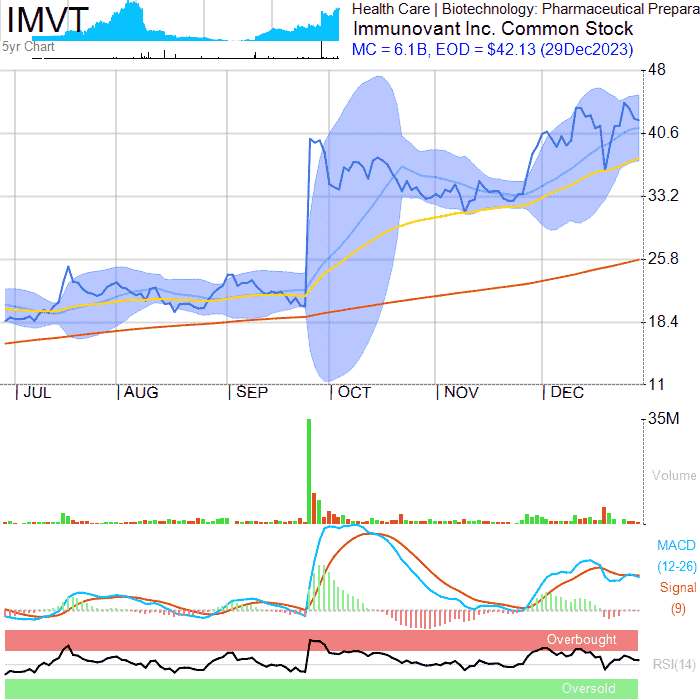 IMVT
5yr Chart
Health Care | Biotechnology: Pharmaceutical Prepara
Immunovant Inc. Common Stock
MC = 6.1B, EOD = $42.13 (29Dec2023)
48
40.6
33.2
25.8
18.4
11
JUL AUG SEP OCT NOV DEC
35M
Volume
MACD
(12-26)
Signal
(9)
Overbought
RSI(14)
Oversold